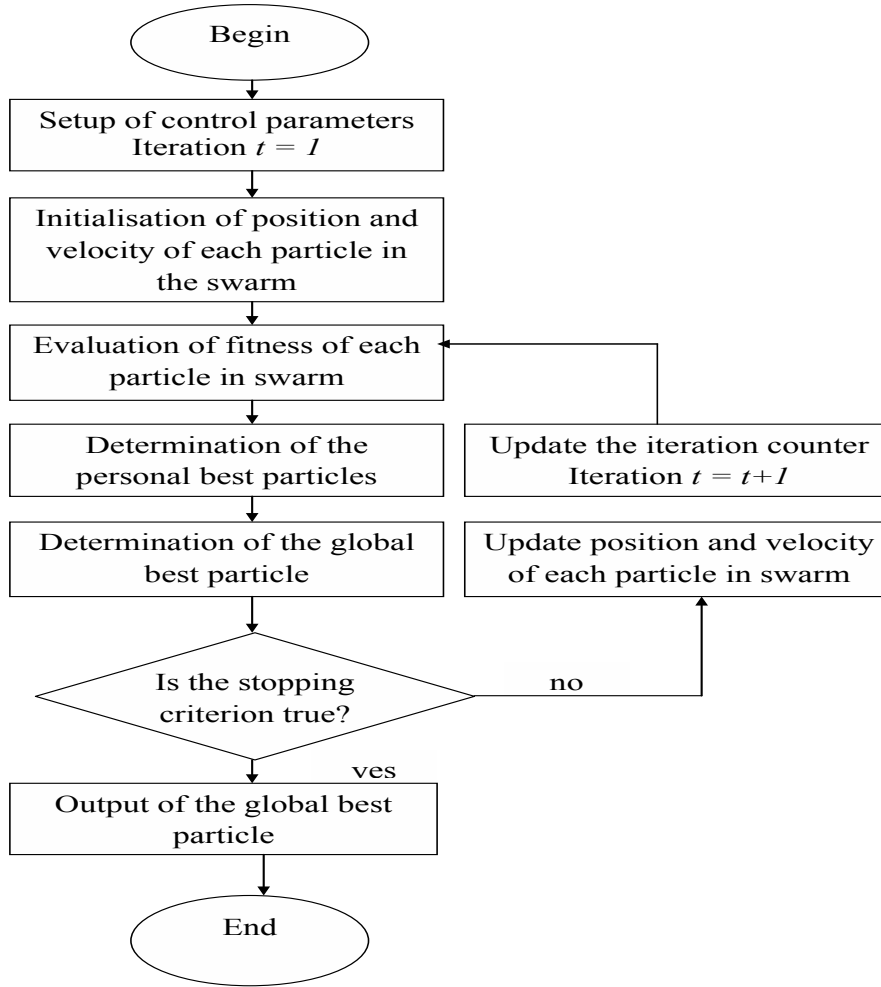 Begin
Setup of control parameters
Iteration t = 1
Initialisation of position and
velocity of each particle in
the swarm
Evaluation of fitness of each
particle in swarm
Determination of the
personal best particles
Update the iteration counter
Iteration t = t+1
Determination of the global
best particle
Update position and velocity
of each particle in swarm
Is the stopping
criterion true?
no
yes
Output of the global best
particle
End